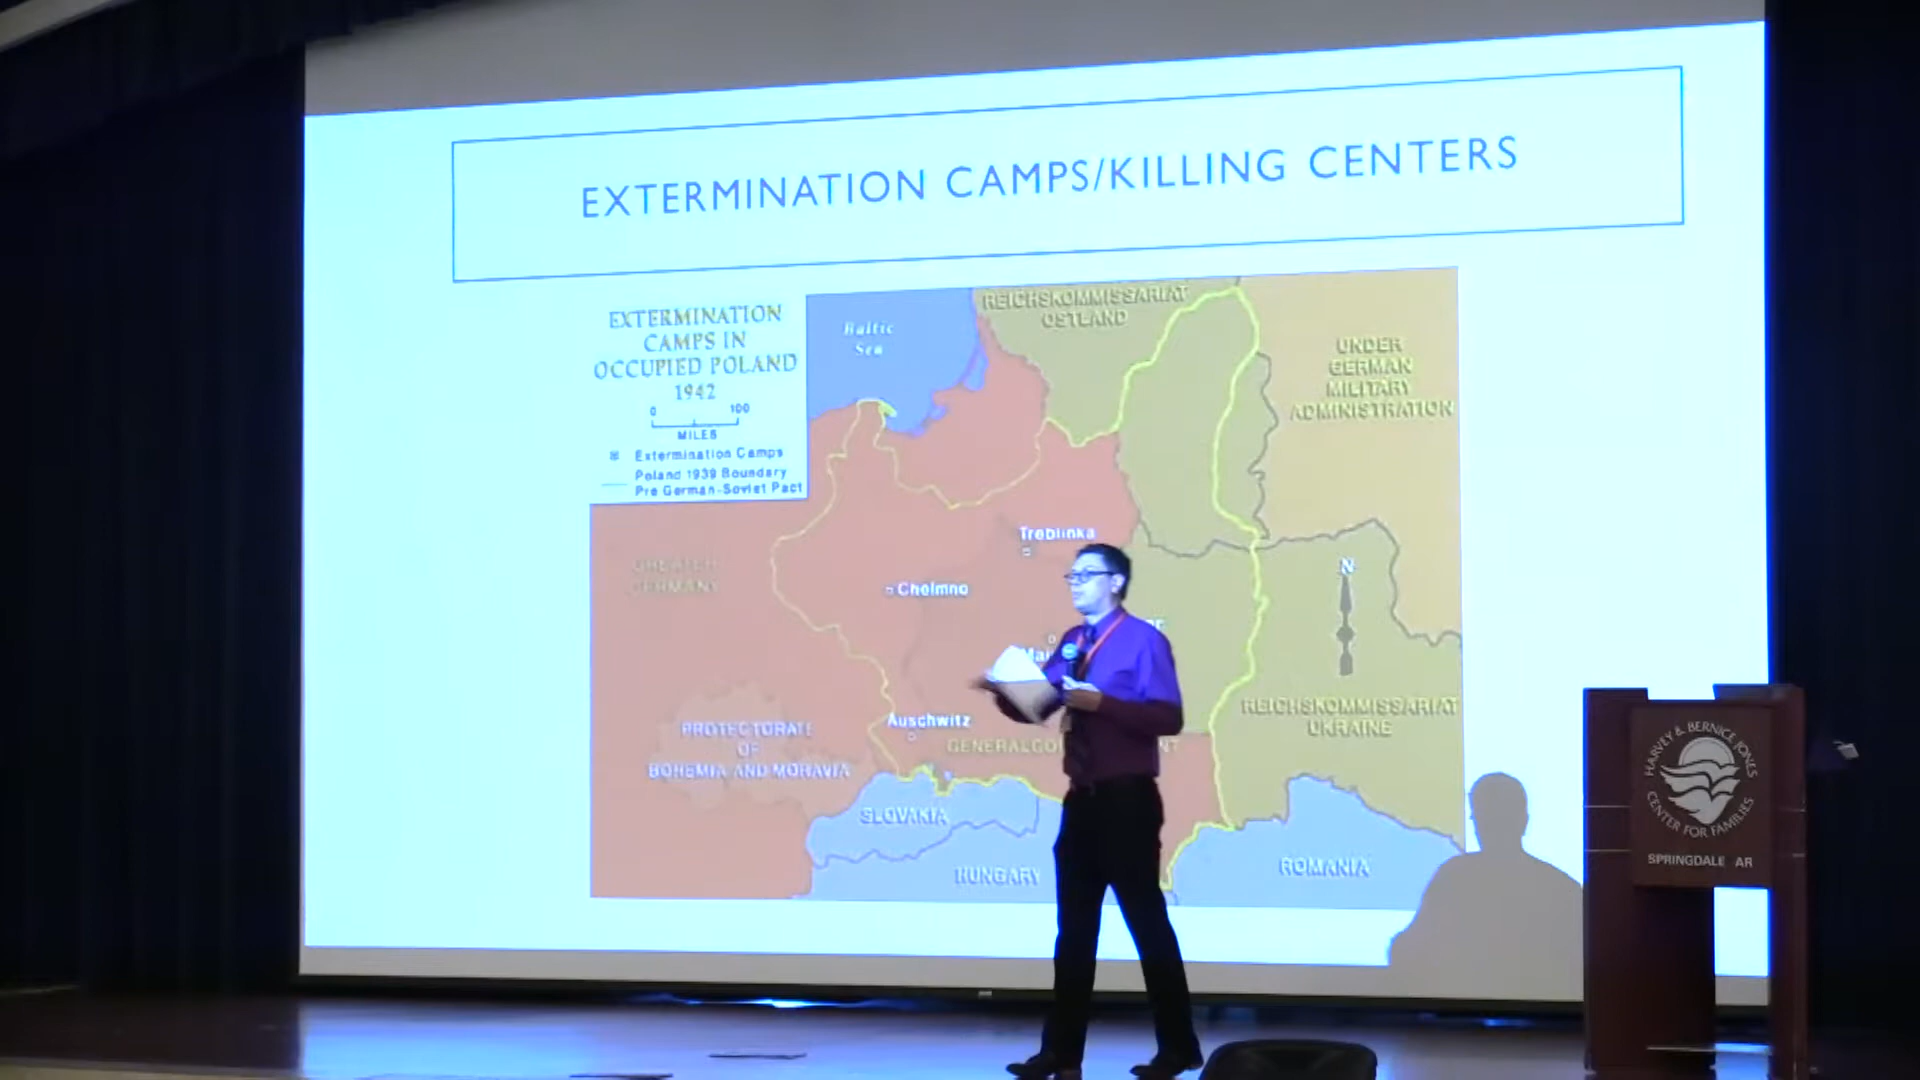 EXTERMINATION CAMPS/KILLING CENTERS
EXTERMINATION
CAMPS IN
OCCUPIED POLAND
1942
0 100
MILES
Extermination Camps
Poland 1939 Boundary
Pre German-Soviet Pact
Baltic
Sea
REICHSKOMMISSARIAT
OSTLAND
UNDER
GERMAN
MILITARY
ADMINISTRATION
Treblinka
GREATER
GERMANY
Chelmno
N
Auschwitz
PROTECTORATE
OF
BOHEMIA AND MORAVIA
REICHSKOMMISSARIAT
UKRAINE
SLOVAKIA
HUNGARY
ROMANIA
HARVEY & BERNICE JONES
CENTER FOR FAMILIES
SPRINGDALE AR